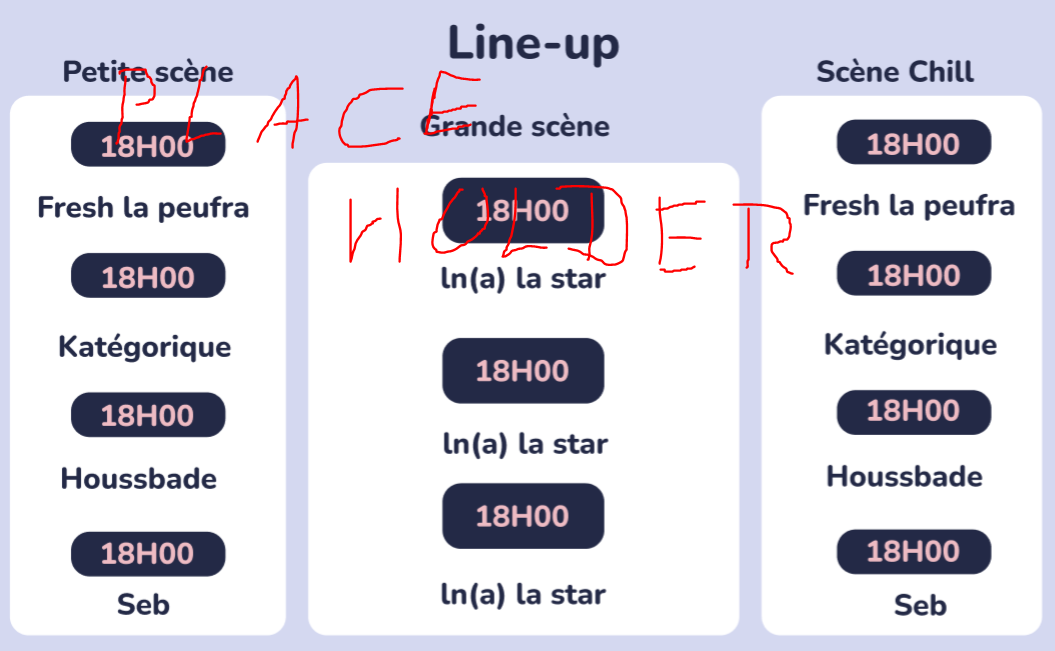 Line-up
Petite scène
18H00
Fresh la peufra
18H00
Katégorique
18H00
Houssbade
18H00
Seb
Grande scène
18H00
ln(a) la star
18H00
ln(a) la star
18H00
ln(a) la star
Scène Chill
18H00
Fresh la peufra
18H00
Katégorique
18H00
Houssbade
18H00
Seb
PLACE
HOLDER